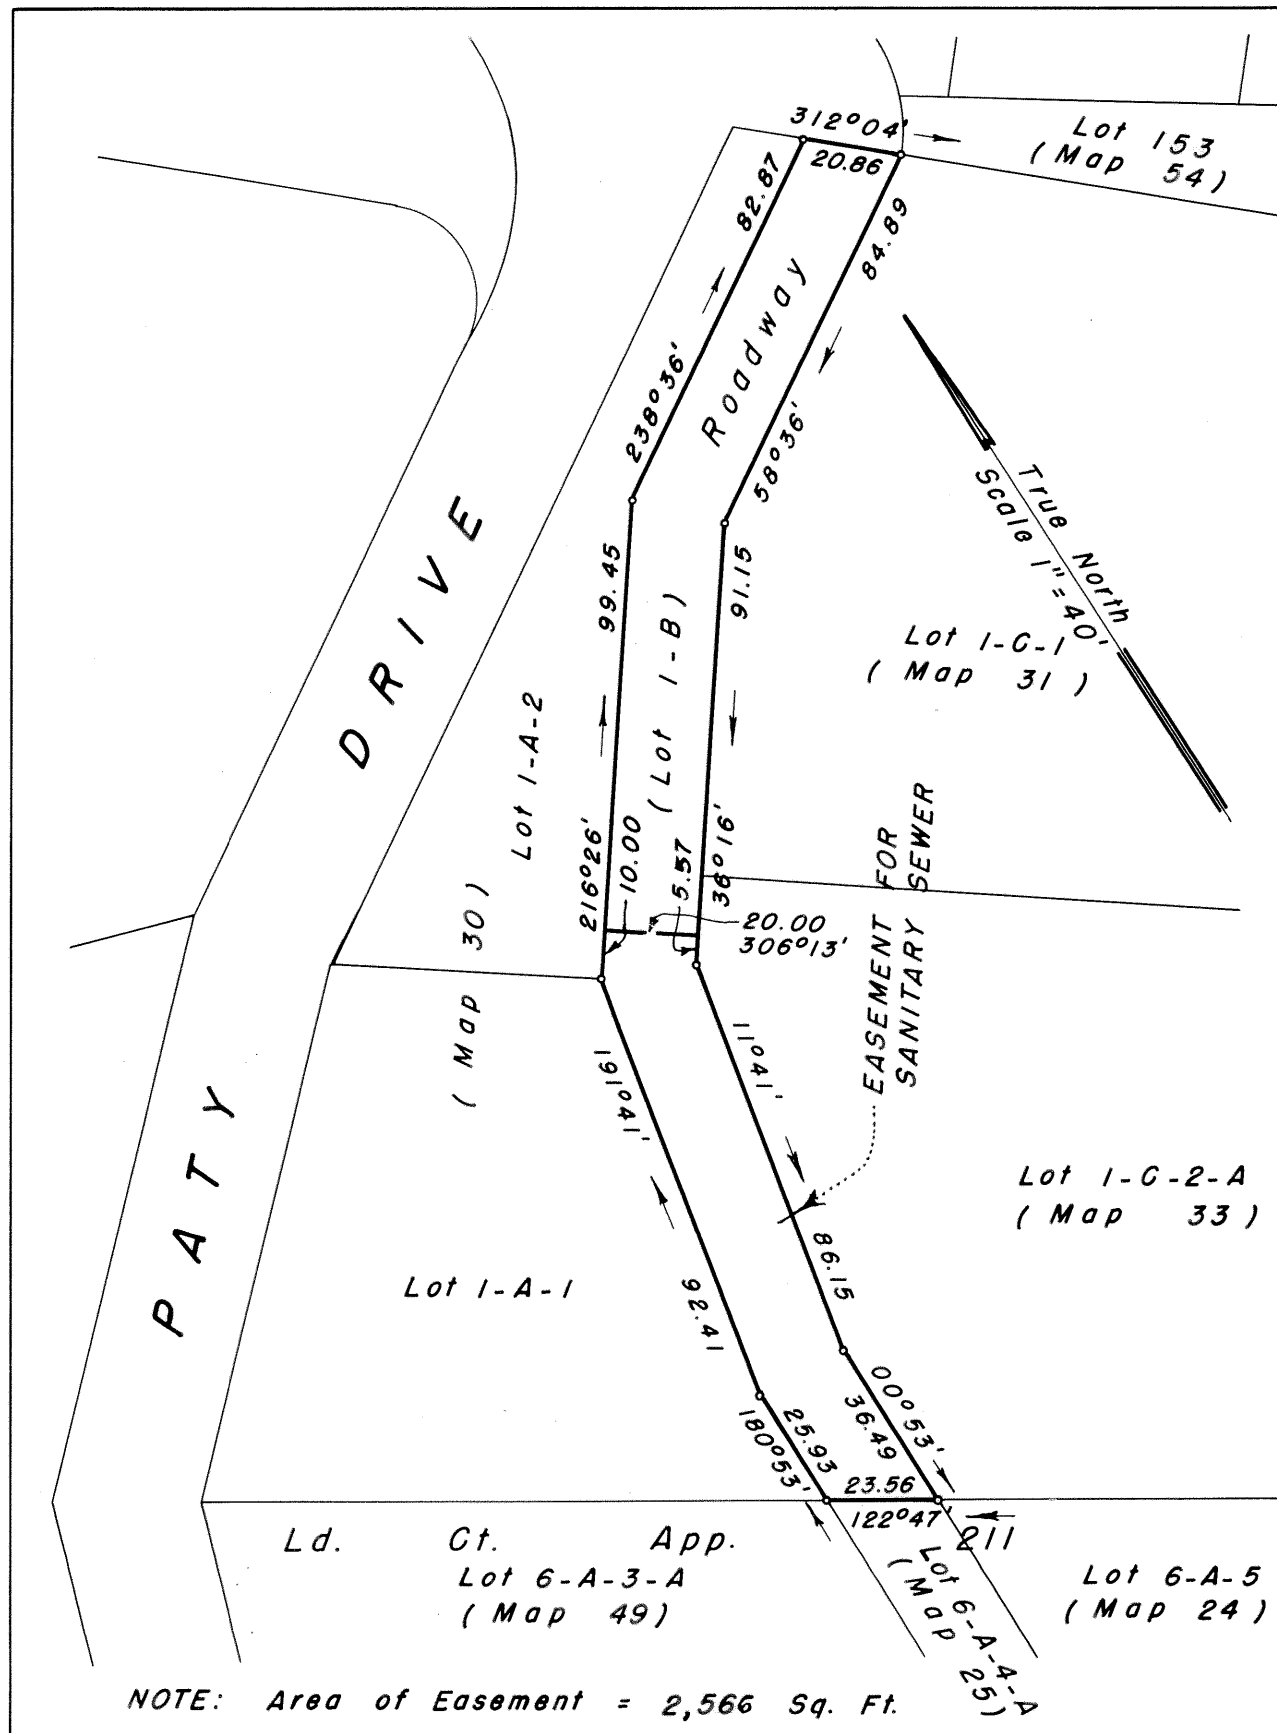 312°04'
20.86
Lot 153
( Map 54 )
82.87
84.89
238°36'
Roadway
58°36'
True North
Scale 1" = 40'
99.45
91.15
(Lot 1-B)
Lot 1-C-1
( Map 31 )
DRIVE
Lot 1-A-2
216°26'
10.00
5.57
36°16'
20.00
306°13'
EASEMENT FOR
SANITARY SEWER
( Map 30 )
191°41'
11°41'
Lot 1-C-2-A
( Map 33 )
PATY
Lot 1-A-1
92.41
86.15
00°53'
36.49
25.93
180°53'
23.56
122°47'
Ld. Ct. App. 211
Lot 6-A-3-A
( Map 49)
Lot 6-A-4-A
( Map 25)
Lot 6-A-5
( Map 24 )
NOTE: Area of Easement = 2,566 Sq. Ft.